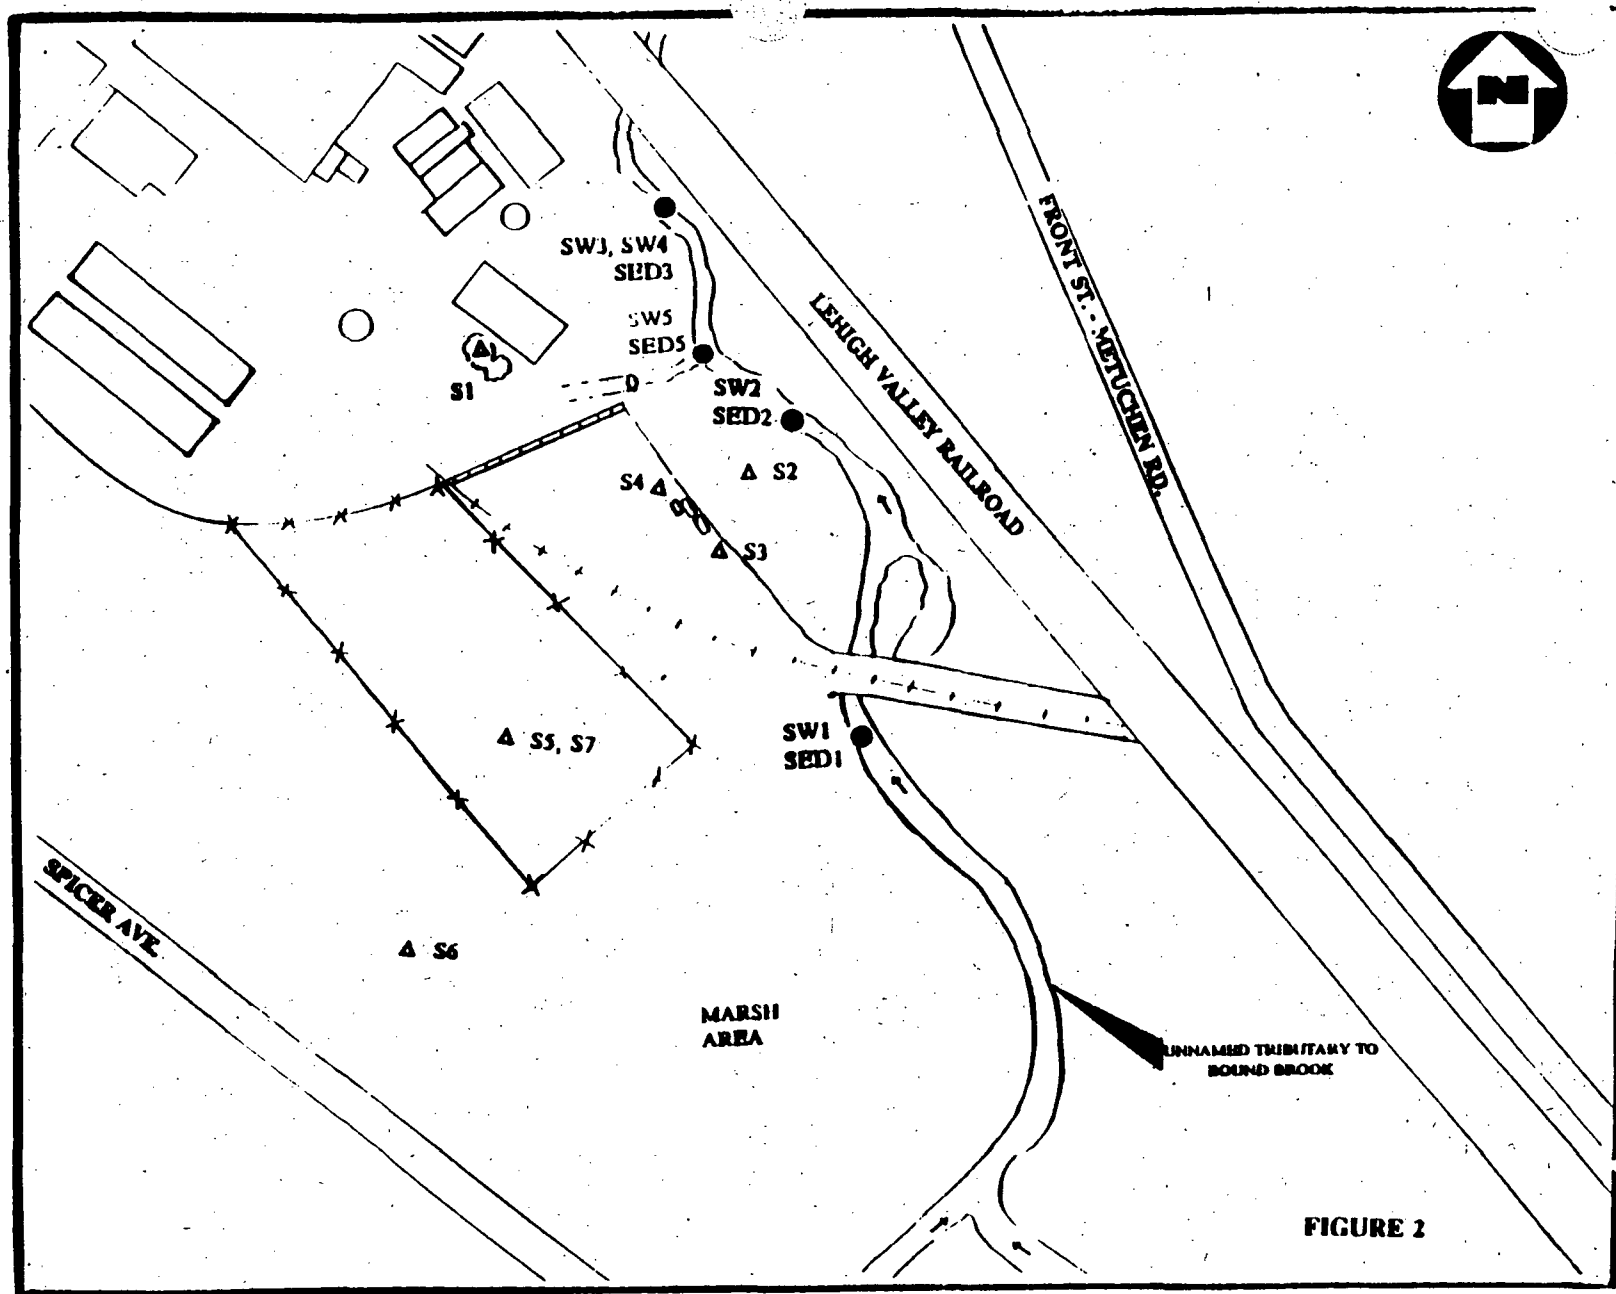 N
SW3, SW4
SED3
FRONT ST. - METUCHEN RD.
LEHIGH VALLEY RAILROAD
SW5
SED5
S1
D
SW2
SED2
S2
S4
S3
SW1
SED1
S5, S7
SPICER AVE.
S6
MARSH
AREA
UNNAMED TRIBUTARY TO
BOUND BROOK
FIGURE 2